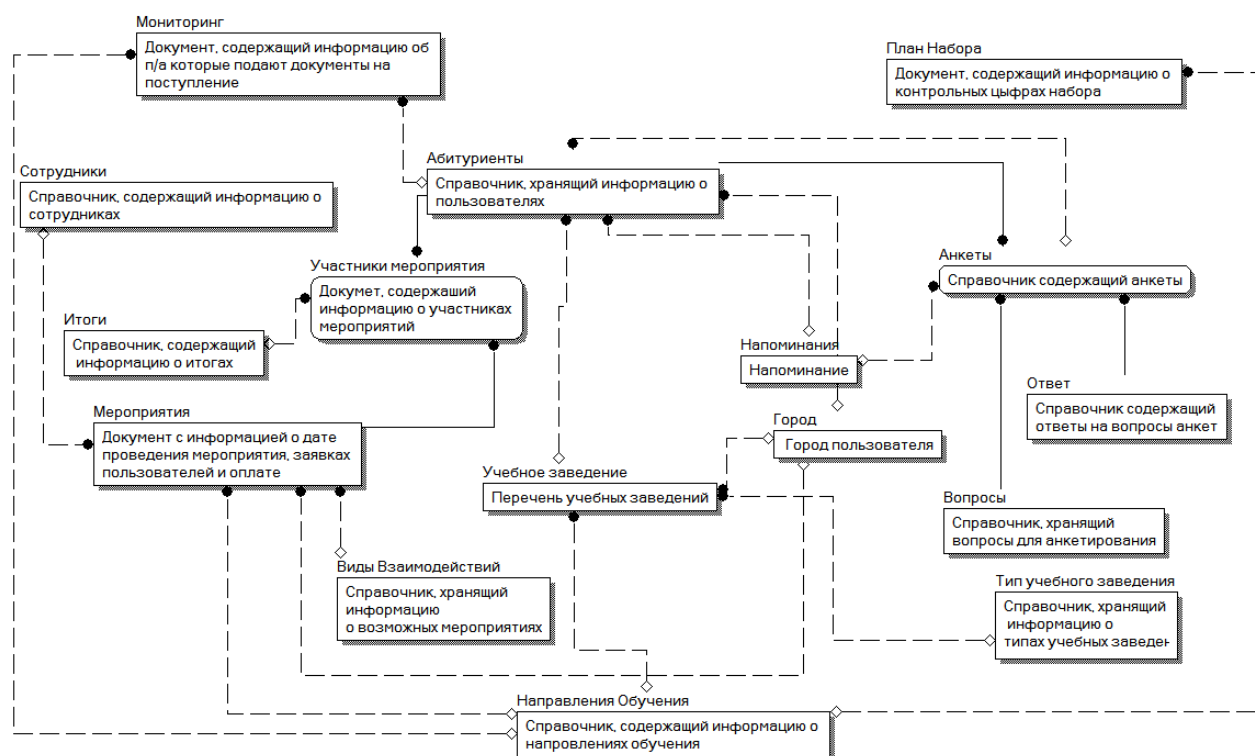 Мониторинг
Документ, содержащий информацию об
п/а которые подают документы на
поступление
План Набора
Документ, содержащий информацию о
контрольных цыфрах набора
Сотрудники
Справочник, содержащий информацию о
сотрудниках
Абитуриенты
Справочник, хранящий информацию о
пользователях
Участники мероприятия
Докумет, содержаший
информацию о участниках
мероприятий
Анкеты
Справочник содержащий анкеты
Итоги
Справочник, содержащий
информацию о итогах
Напоминания
Напоминание
Ответ
Справочник содержащий
ответы на вопросы анкет
Мероприятия
Документ с информацией о дате
проведения мероприятия, заявках
пользователей и оплате
Город
Город пользователя
Учебное заведение
Перечень учебных заведений
Вопросы
Справочник, хранящий
вопросы для анкетирования
Виды Взаимодействий
Справочник, хранящий
информацию
о возможных мероприятиях
Тип учебного заведения
Справочник, хранящий
информацию о
типах учебных заведен
Направления Обучения
Справочник, содержащий информацию о
напровлениях обучения